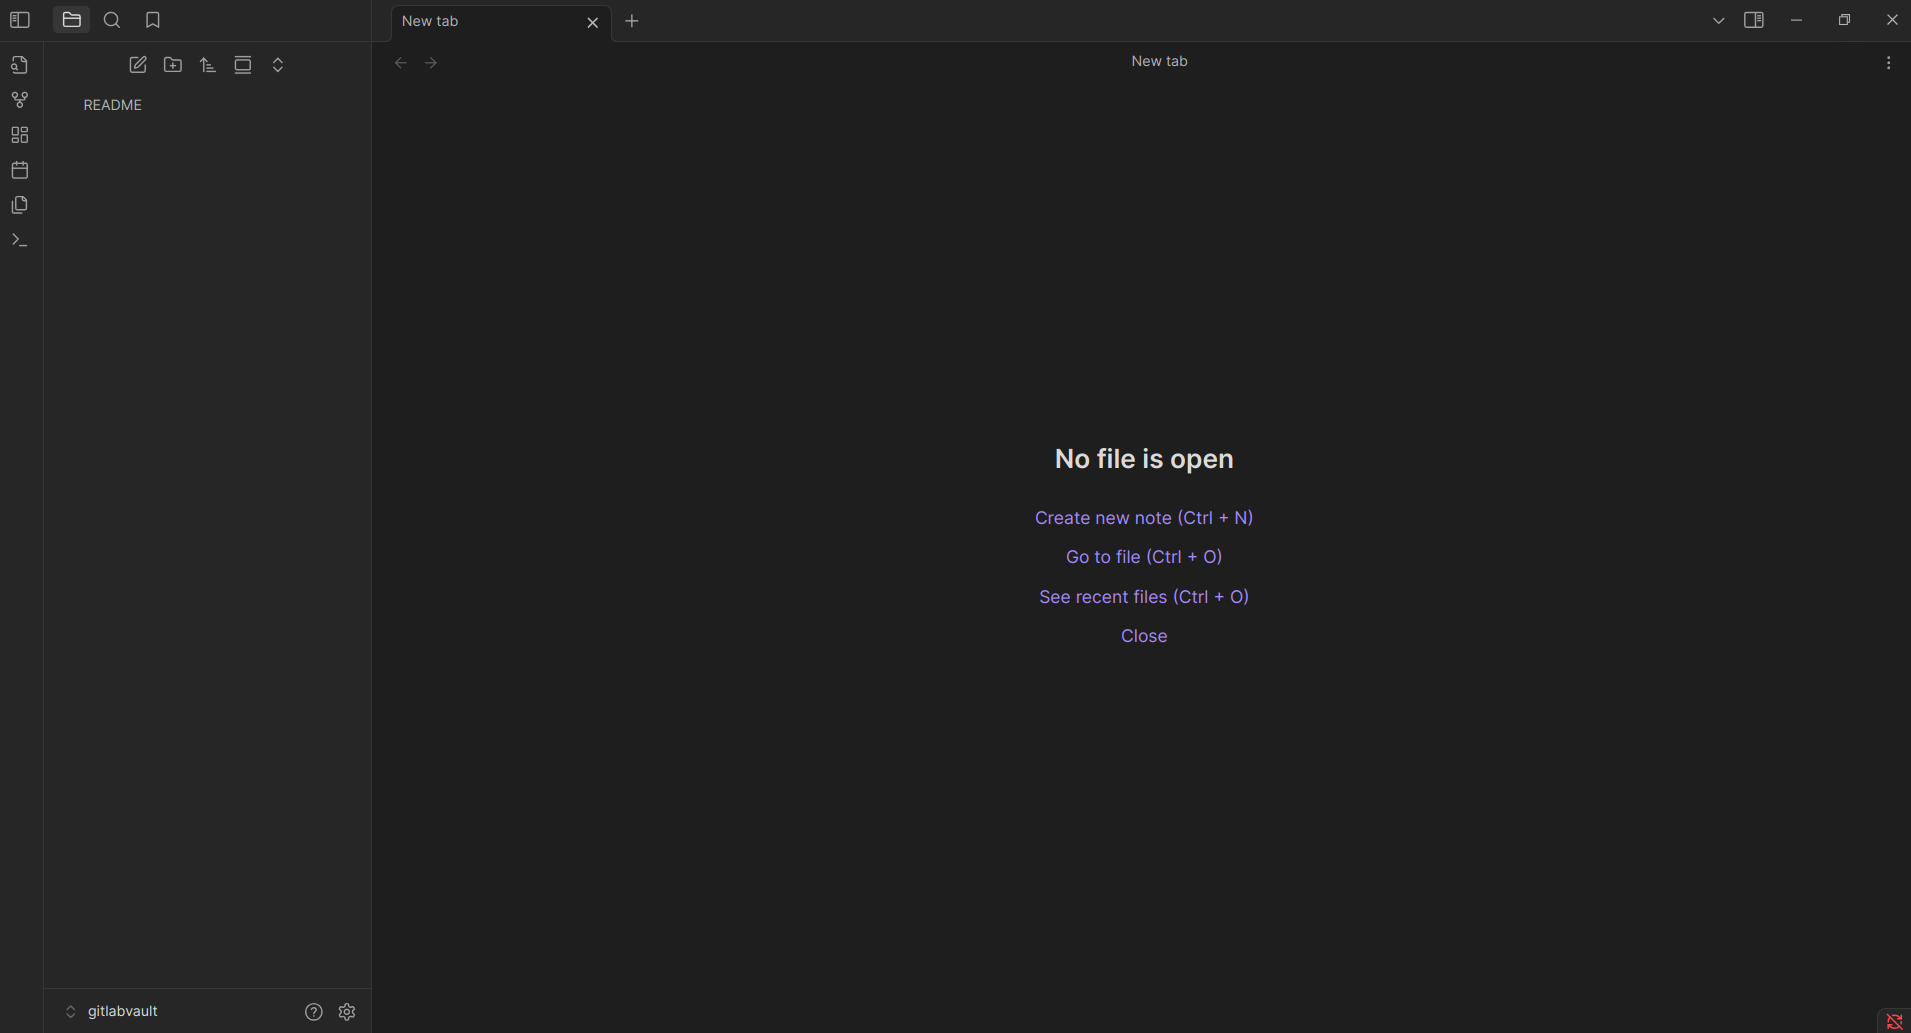 New tab
New tab
README
No file is open
Create new note (Ctrl + N)
Go to file (Ctrl + O)
See recent files (Ctrl + O)
Close
gitlabvault